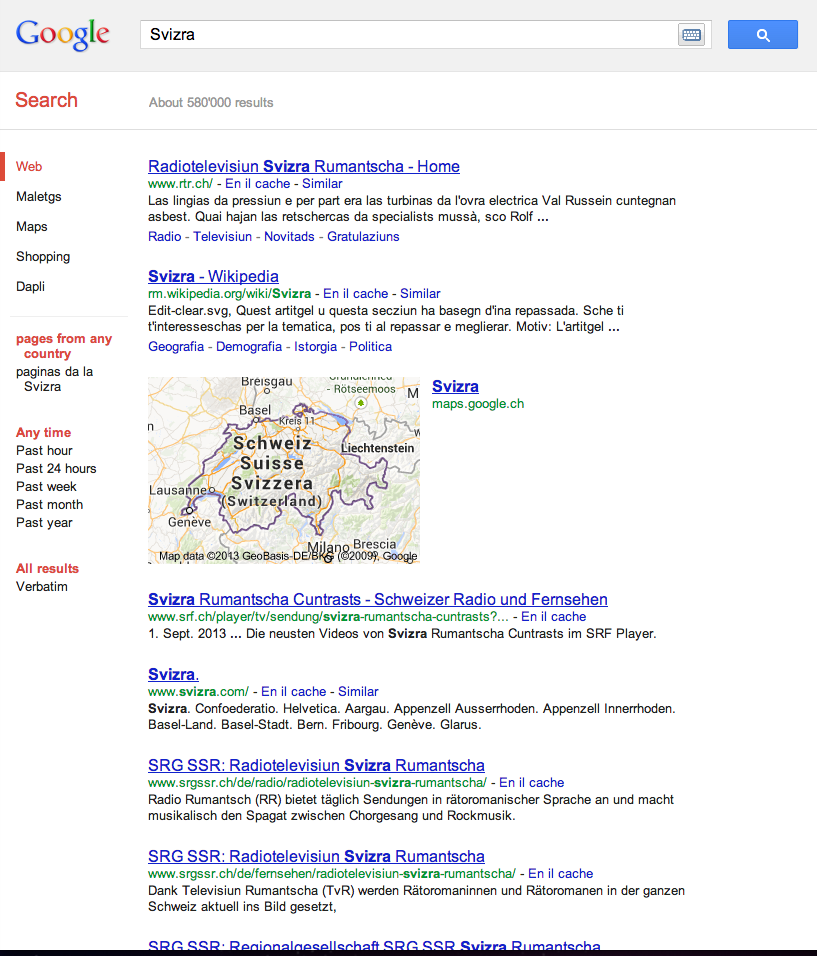 Google
Svizra
Search
About 580'000 results
Web
Maletgs
Maps
Shopping
Dapli
pages from any
country
paginas da la
Svizra
Any time
Past hour
Past 24 hours
Past week
Past month
Past year
All results
Verbatim
Radiotelevisiun Svizra Rumantscha - Home
www.rtr.ch/ - En il cache - Similar
Las lingias da pressiun e per part era las turbinas da l'ovra electrica Val Russein cuntegnan
asbest. Quai hajan las retschercas da specialists mussà, sco Rolf ...
Radio - Televisiun - Novitads - Gratulaziuns
Svizra - Wikipedia
rm.wikipedia.org/wiki/Svizra - En il cache - Similar
Edit-clear.svg, Quest artitgel u questa secziun ha basegn d'ina repassada. Sche ti
t'interesseschas per la tematica, pos ti al repassar e meglierar. Motiv: L'artitgel ...
Geografia - Demografia - Istorgia - Politica
Breisgau
- Rötseemoos
M
Basel
Kreis 11
n
Schweiz
Suisse
Svizzera
(Switzerland)
Liechtenstein
Lausanne
Genève
Milano
Brescia
Map data ©2013 GeoBasis-DE/BKG (©2009), Google
Svizra
maps.google.ch
Svizra Rumantscha Cuntrasts - Schweizer Radio und Fernsehen
www.srf.ch/player/tv/sendung/svizra-rumantscha-cuntrasts?... - En il cache
1. Sept. 2013 ... Die neusten Videos von Svizra Rumantscha Cuntrasts im SRF Player.
Svizra.
www.svizra.com/ - En il cache - Similar
Svizra. Confoederatio. Helvetica. Aargau. Appenzell Ausserrhoden. Appenzell Innerrhoden.
Basel-Land. Basel-Stadt. Bern. Fribourg. Genève. Glarus.
SRG SSR: Radiotelevisiun Svizra Rumantscha
www.srgssr.ch/de/radio/radiotelevisiun-svizra-rumantscha/ - En il cache
Radio Rumantsch (RR) bietet täglich Sendungen in rätoromanischer Sprache an und macht
musikalisch den Spagat zwischen Chorgesang und Rockmusik.
SRG SSR: Radiotelevisiun Svizra Rumantscha
www.srgssr.ch/de/fernsehen/radiotelevisiun-svizra-rumantscha/ - En il cache
Dank Televisiun Rumantscha (TvR) werden Rätoromaninnen und Rätoromanen in der ganzen
Schweiz aktuell ins Bild gesetzt,
SRG SSR: Regionalgesellschaft SRG SSR Svizra Rumantscha